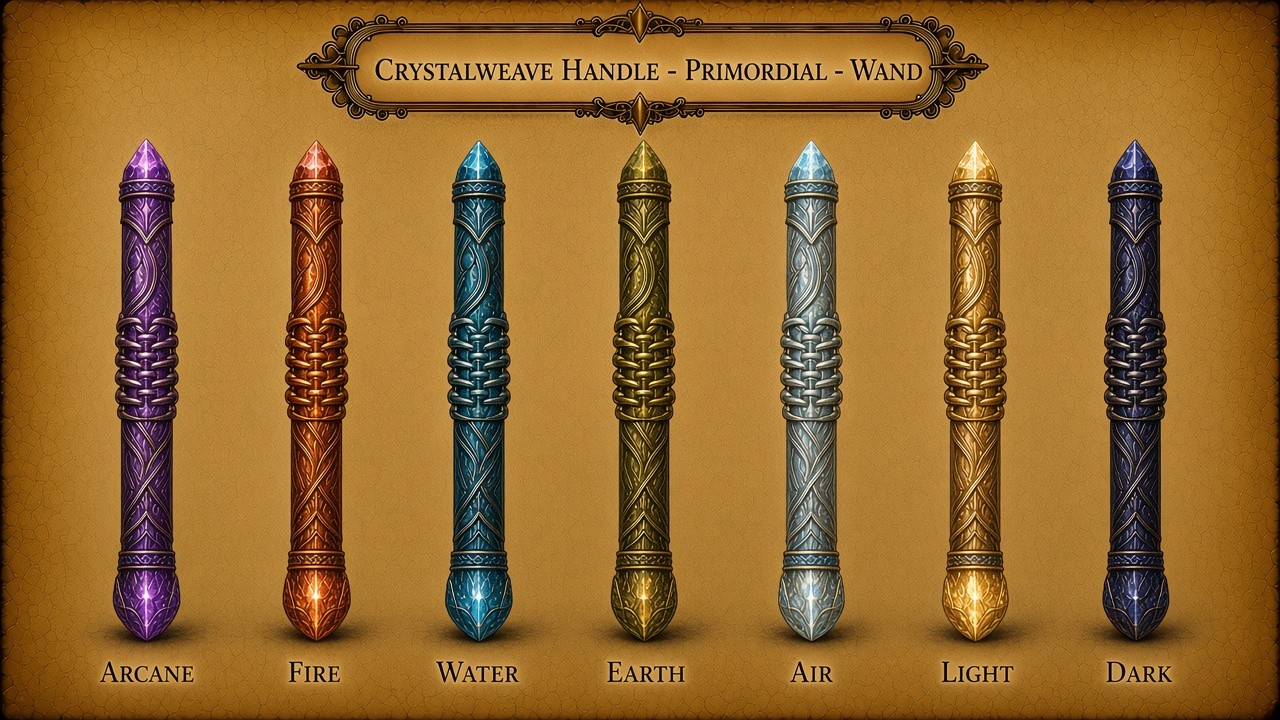 Crystalweave Handle - Primordial - Wand
Arcane
Fire
Water
Earth
Air
Light
Dark